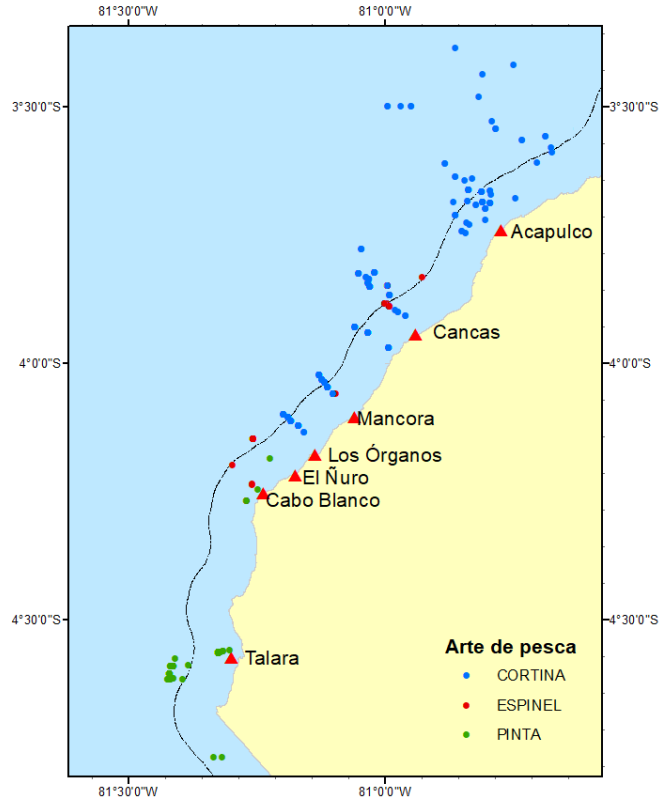 81°30'0"W 81°0'0"W
3°30'0"S 3°30'0"S
Acapulco
Cancas
4°0'0"S 4°0'0"S
Mancora
Los Órganos
El Ñuro
Cabo Blanco
4°30'0"S 4°30'0"S
Talara
Arte de pesca
CORTINA
ESPINEL
PINTA
81°30'0"W 81°0'0"W